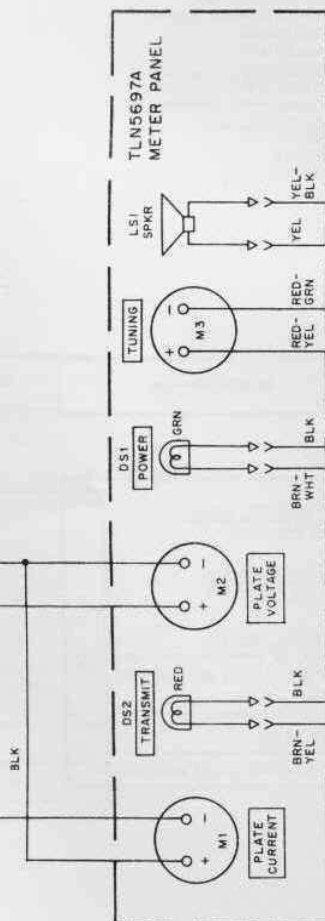 TLN5697A
METER PANEL
LS1
SPKR
YEL
YEL-
BLK
TUNING
+
-
M3
RED-
YEL
RED-
GRN
DS1
POWER
GRN
BRN-
WHT
BLK
+
-
M2
PLATE
VOLTAGE
DS2
TRANSMIT
RED
BRN-
YEL
BLK
BLK
+
-
M1
PLATE
CURRENT